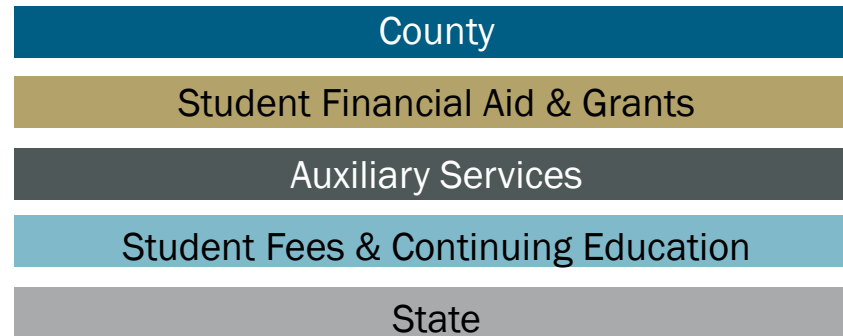 County
Student Financial Aid & Grants
Auxiliary Services
Student Fees & Continuing Education
State